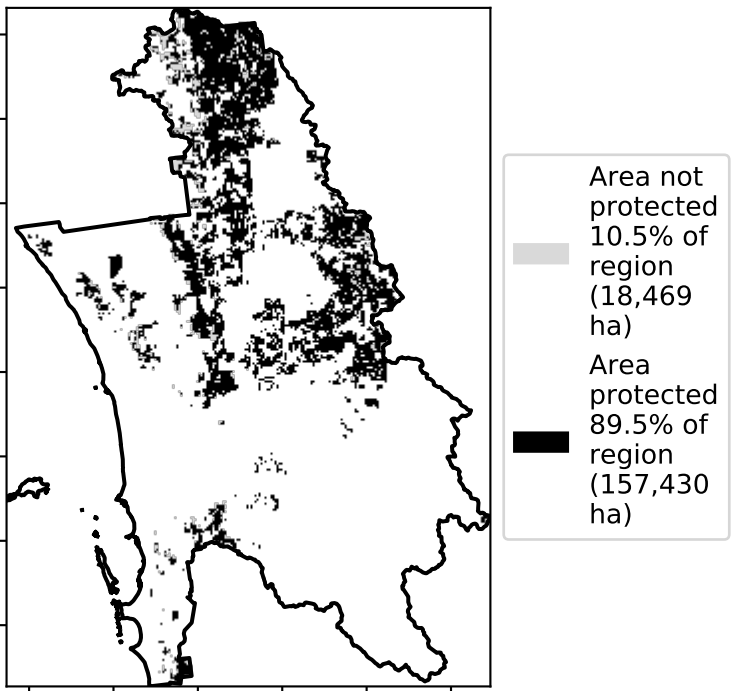 Area not
protected
10.5% of
region
(18,469
ha)
Area
protected
89.5% of
region
(157,430
ha)